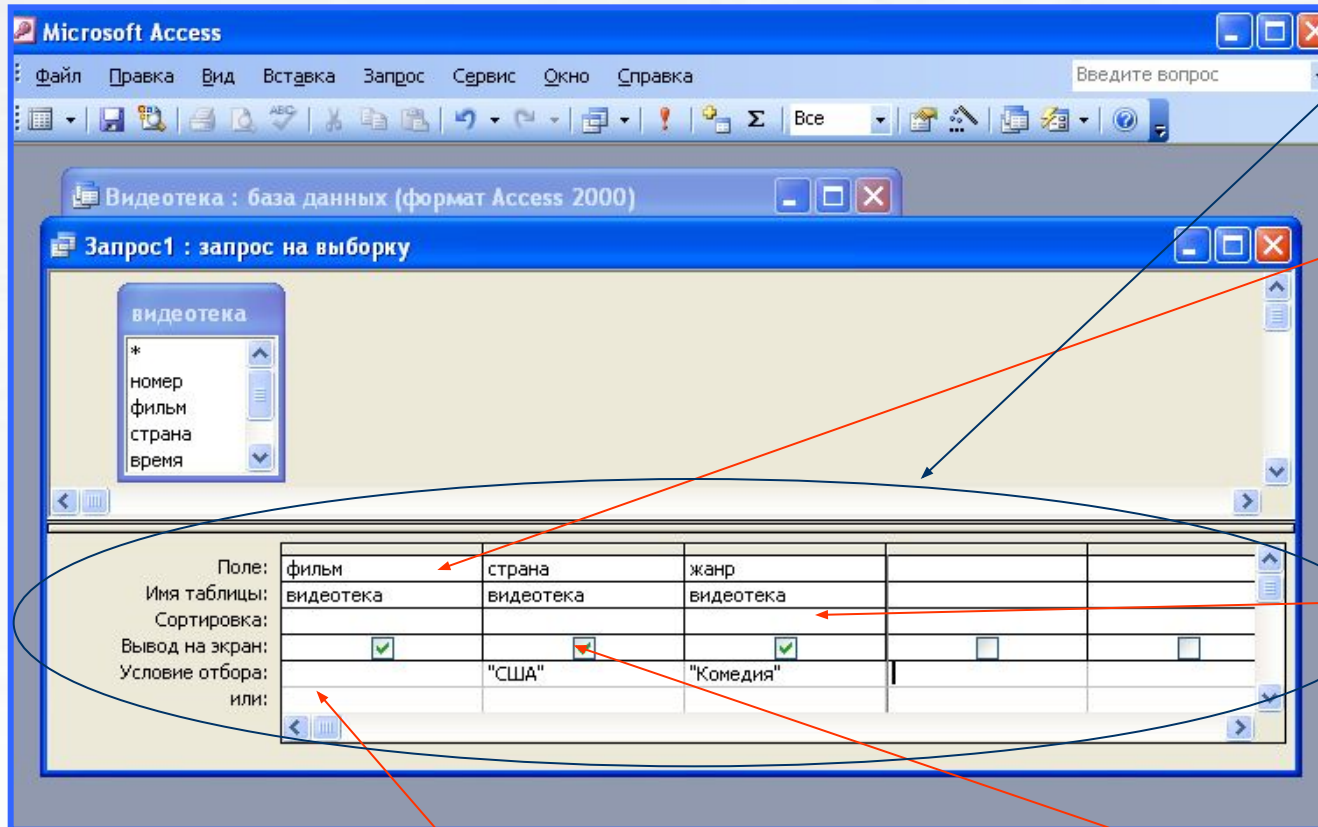 Microsoft Access
Файл Правка Вид Вставка Запрос Сервис Окно Справка Введите вопрос
ABC Σ Все
Видеотека : база данных (формат Access 2000)
Запрос1 : запрос на выборку
видеотека
*
номер
фильм
страна
время
Поле: фильм страна жанр
Имя таблицы: видеотека видеотека видеотека
Сортировка:
Вывод на экран:
Условие отбора: "США" "Комедия"
или: